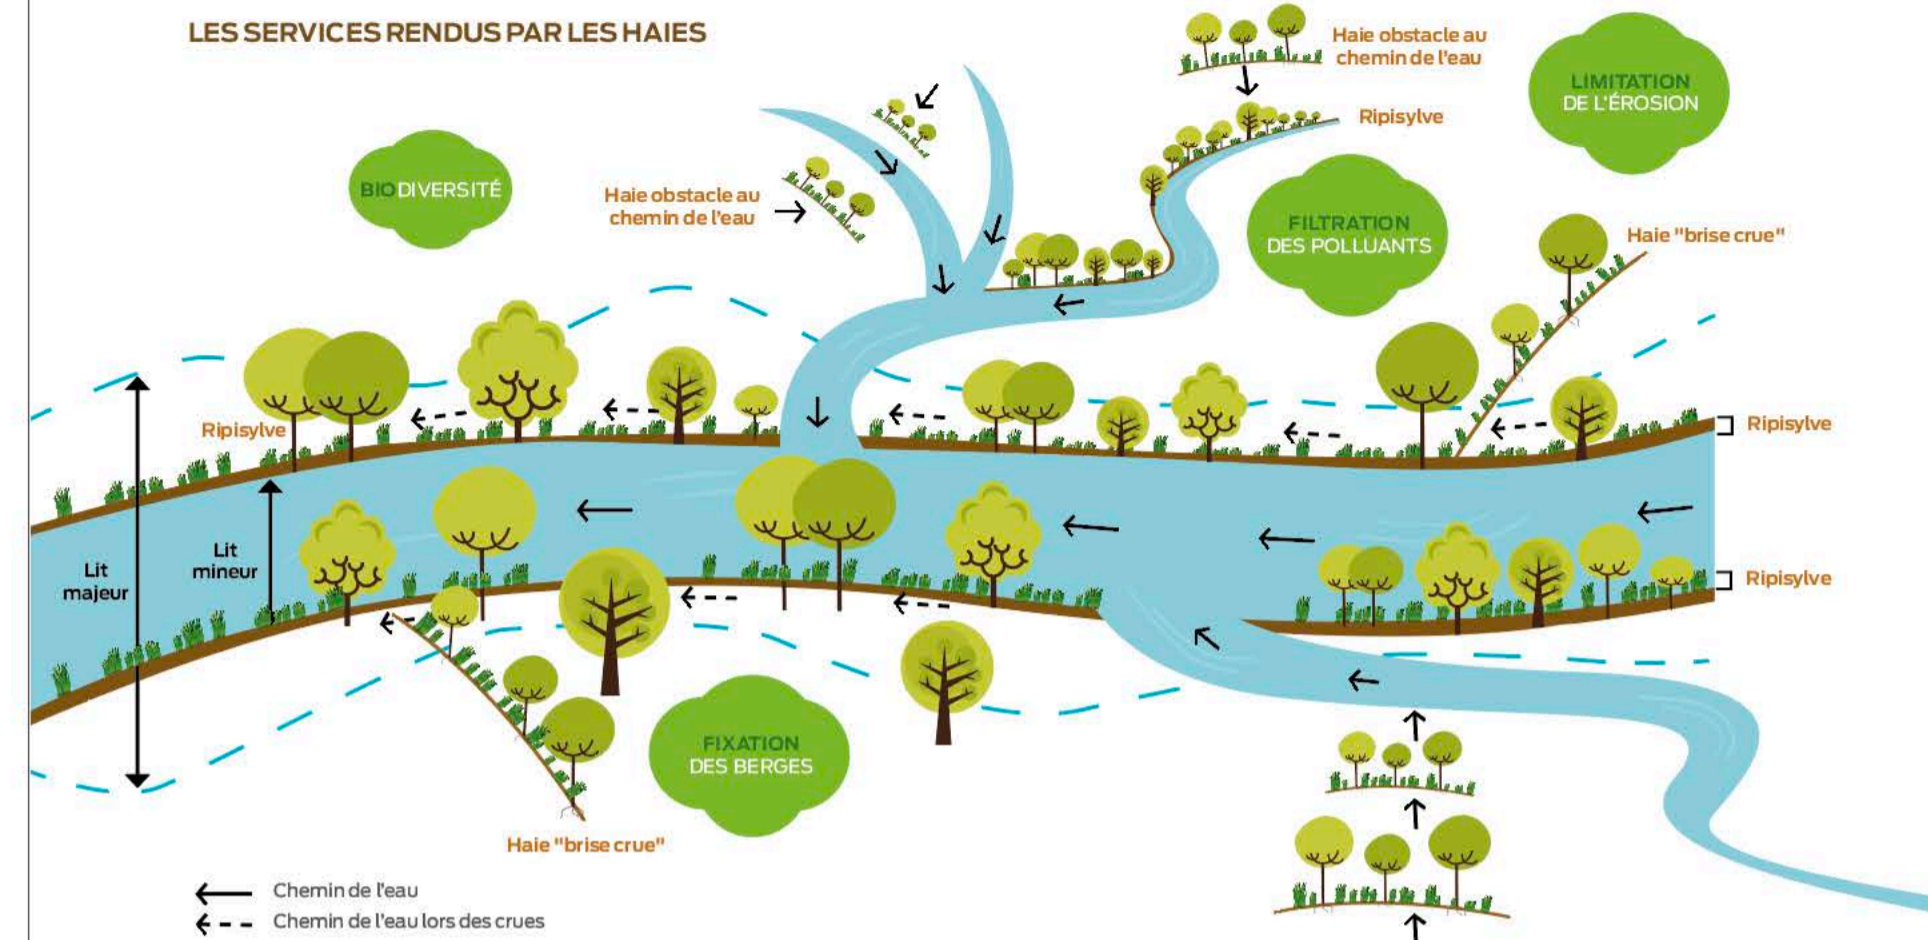 LES SERVICES RENDUS PAR LES HAIES
Haie obstacle au
chemin de l'eau
LIMITATION
DE L'ÉROSION
Ripisylve
BIODIVERSITÉ
Haie obstacle au
chemin de l'eau
FILTRATION
DES POLLUANTS
Haie "brise crue"
Ripisylve
Ripisylve
Lit
majeur
Lit
mineur
Ripisylve
FIXATION
DES BERGES
Haie "brise crue"
Chemin de l'eau
Chemin de l'eau lors des crues